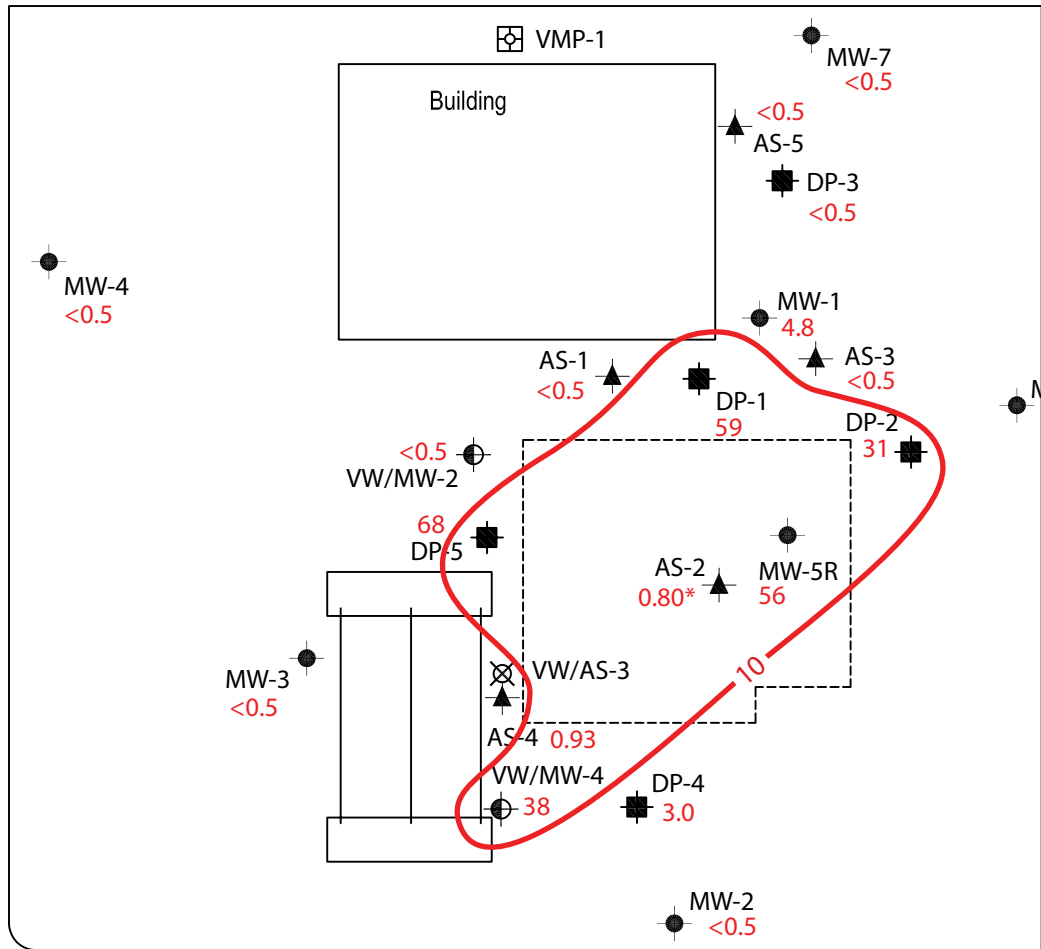 VMP-1
MW-7
<0.5
Building
<0.5
AS-5
DP-3
<0.5
MW-4
<0.5
MW-1
4.8
AS-1
<0.5
AS-3
<0.5
DP-1
59
DP-2
31
<0.5
VW/MW-2
68
DP-5
AS-2
0.80*
MW-5R
56
MW-3
<0.5
VW/AS-3
10
AS-4 0.93
VW/MW-4
38
DP-4
3.0
MW-2
<0.5